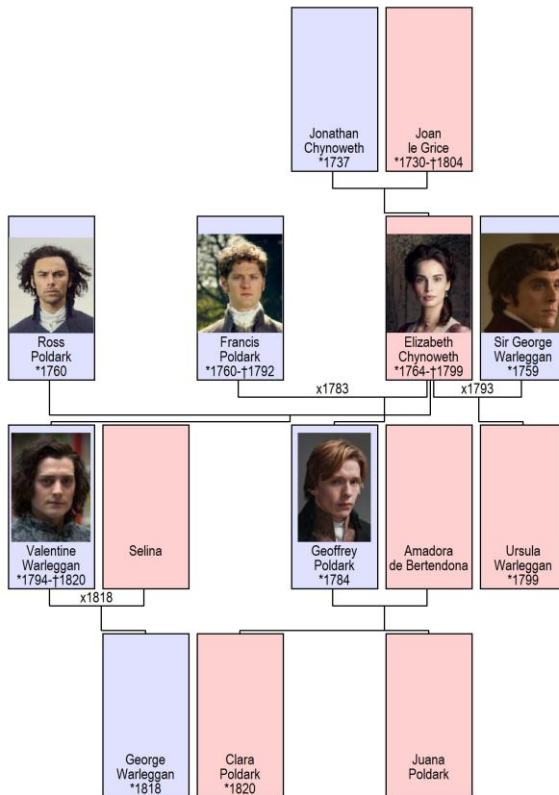 Jonathan
Chynoweth
*1737
Joan
le Grice
*1730-†1804
Ross
Poldark
*1760
Francis
Poldark
*1760-†1792
Elizabeth
Chynoweth
*1764-†1799
Sir George
Warleggan
*1759
x1783
x1793
Valentine
Warleggan
*1794-†1820
Selina
Geoffrey
Poldark
*1784
Amadora
de Bertendona
Ursula
Warleggan
*1799
x1818
George
Warleggan
*1818
Clara
Poldark
*1820
Juana
Poldark